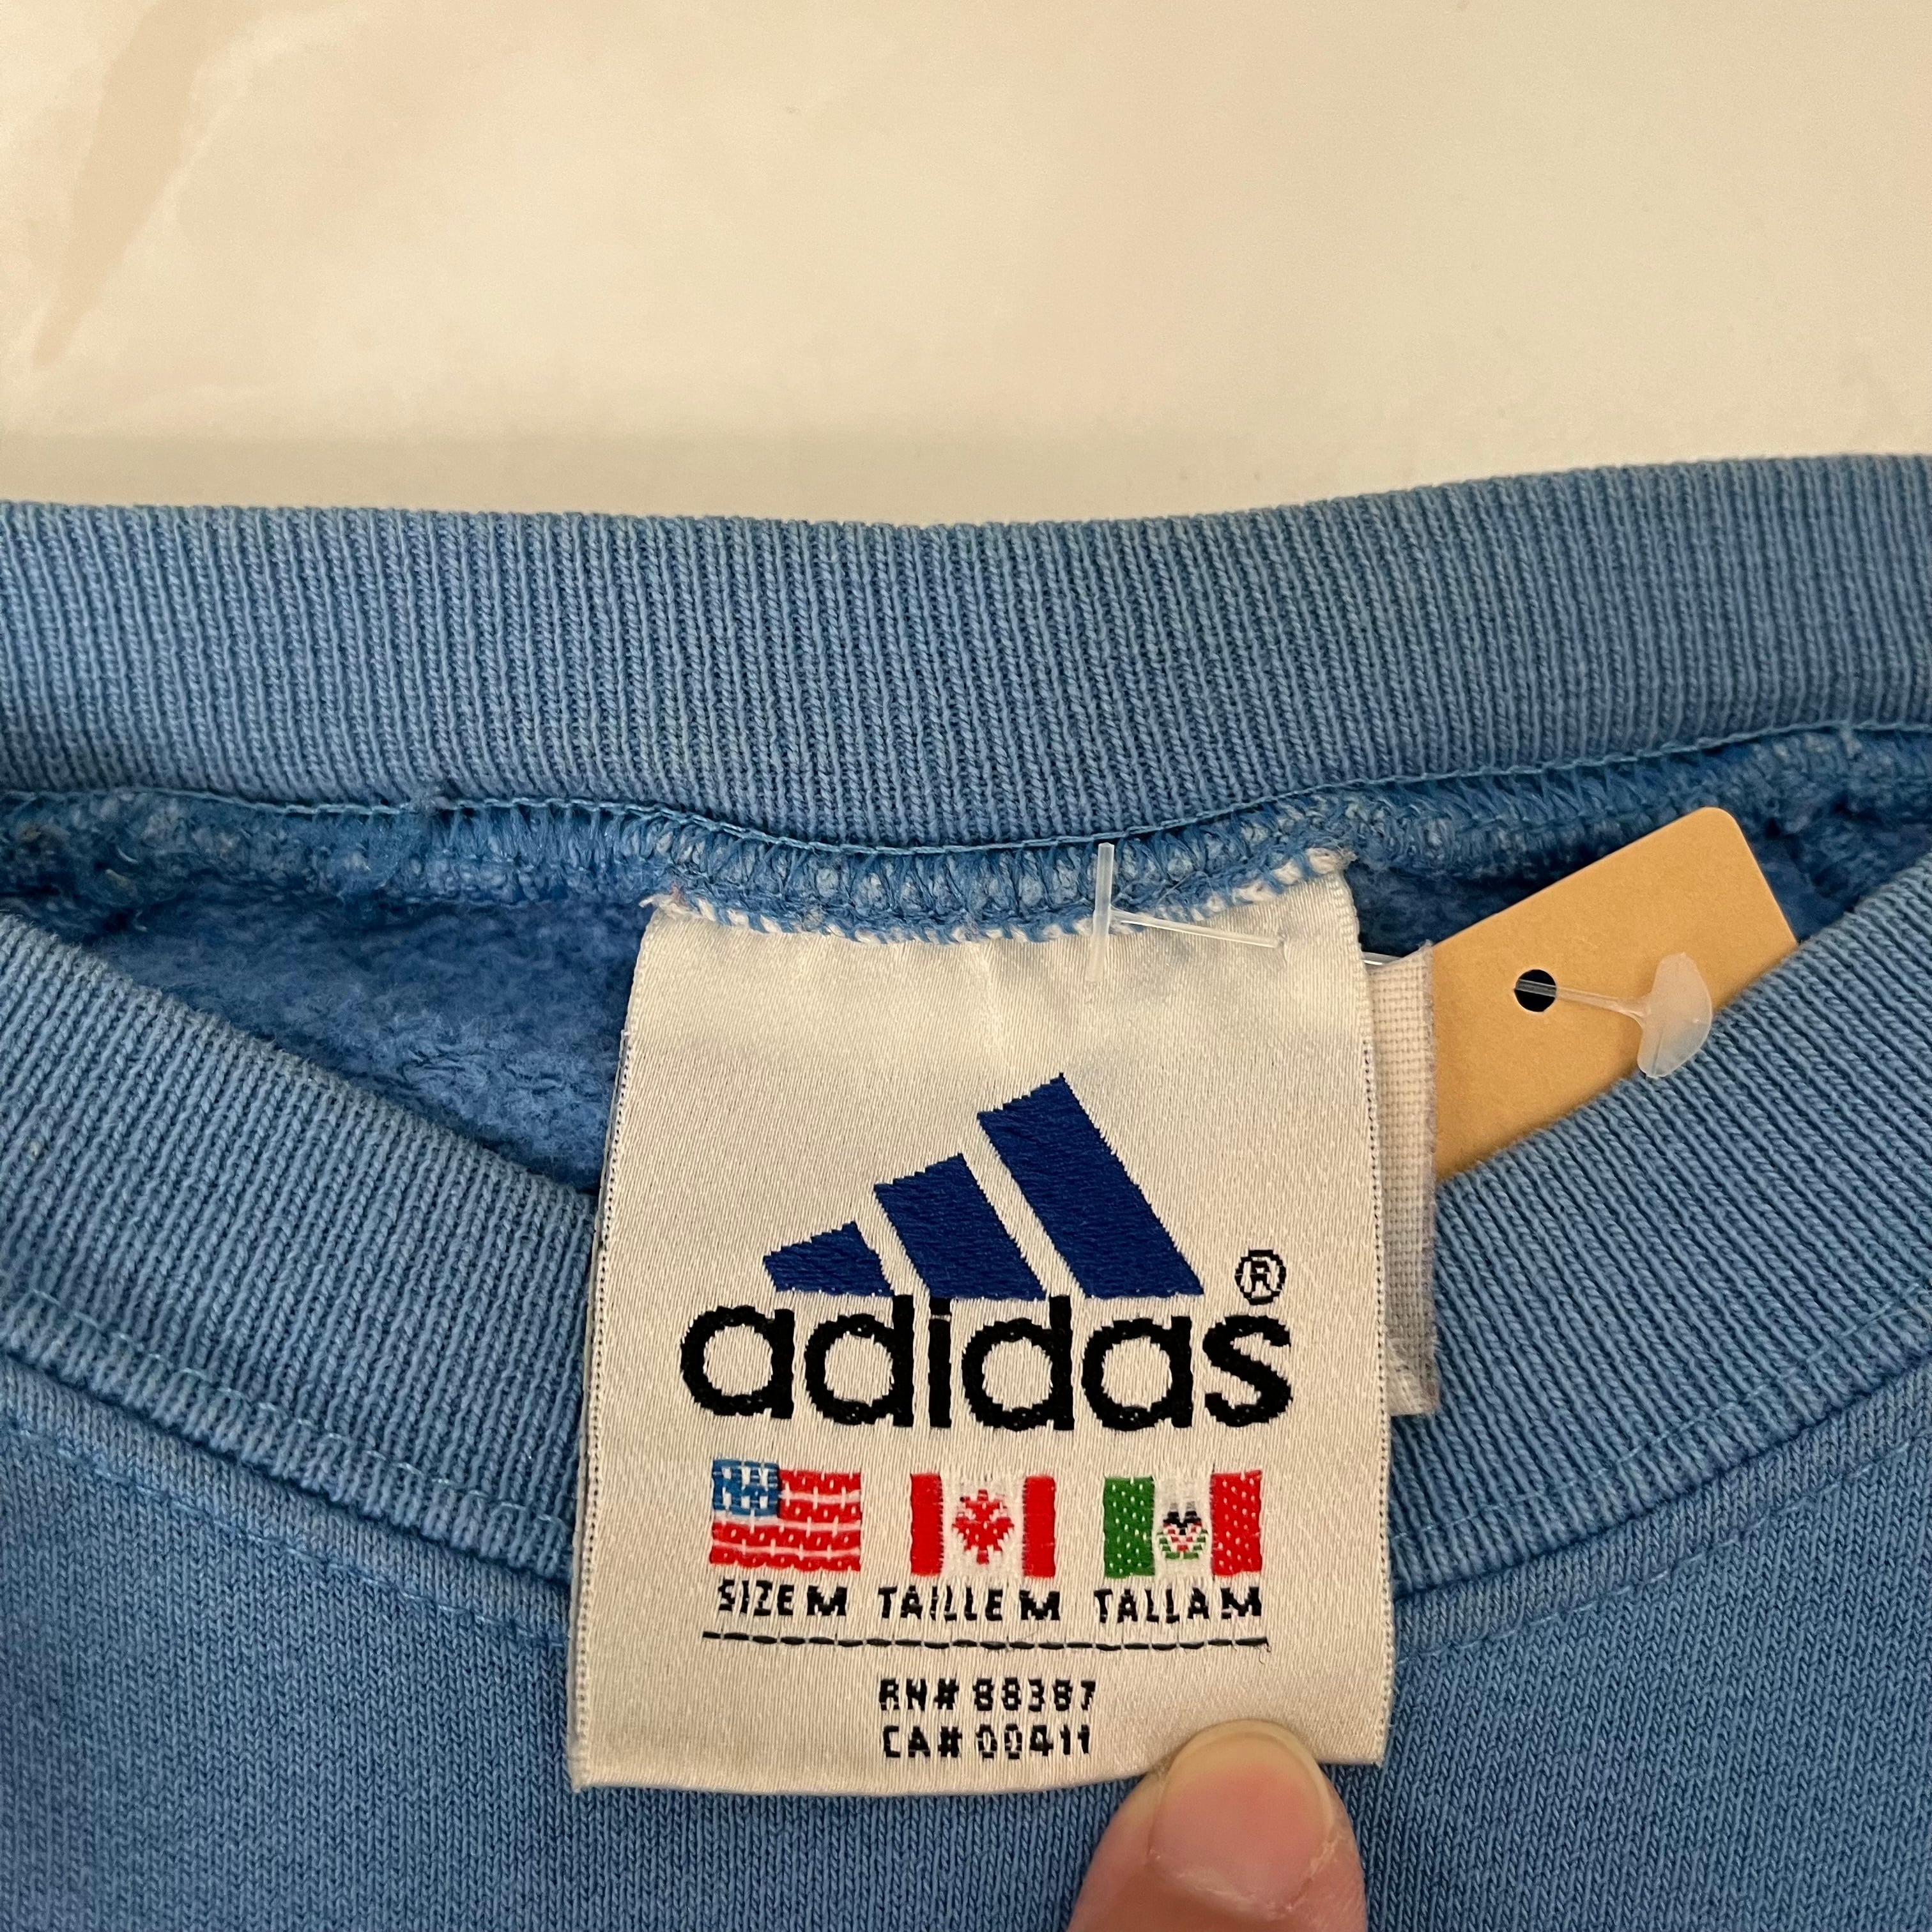 adidas®
SIZE M TAILLE M TALLA M
RN# 88387
CA# 00411